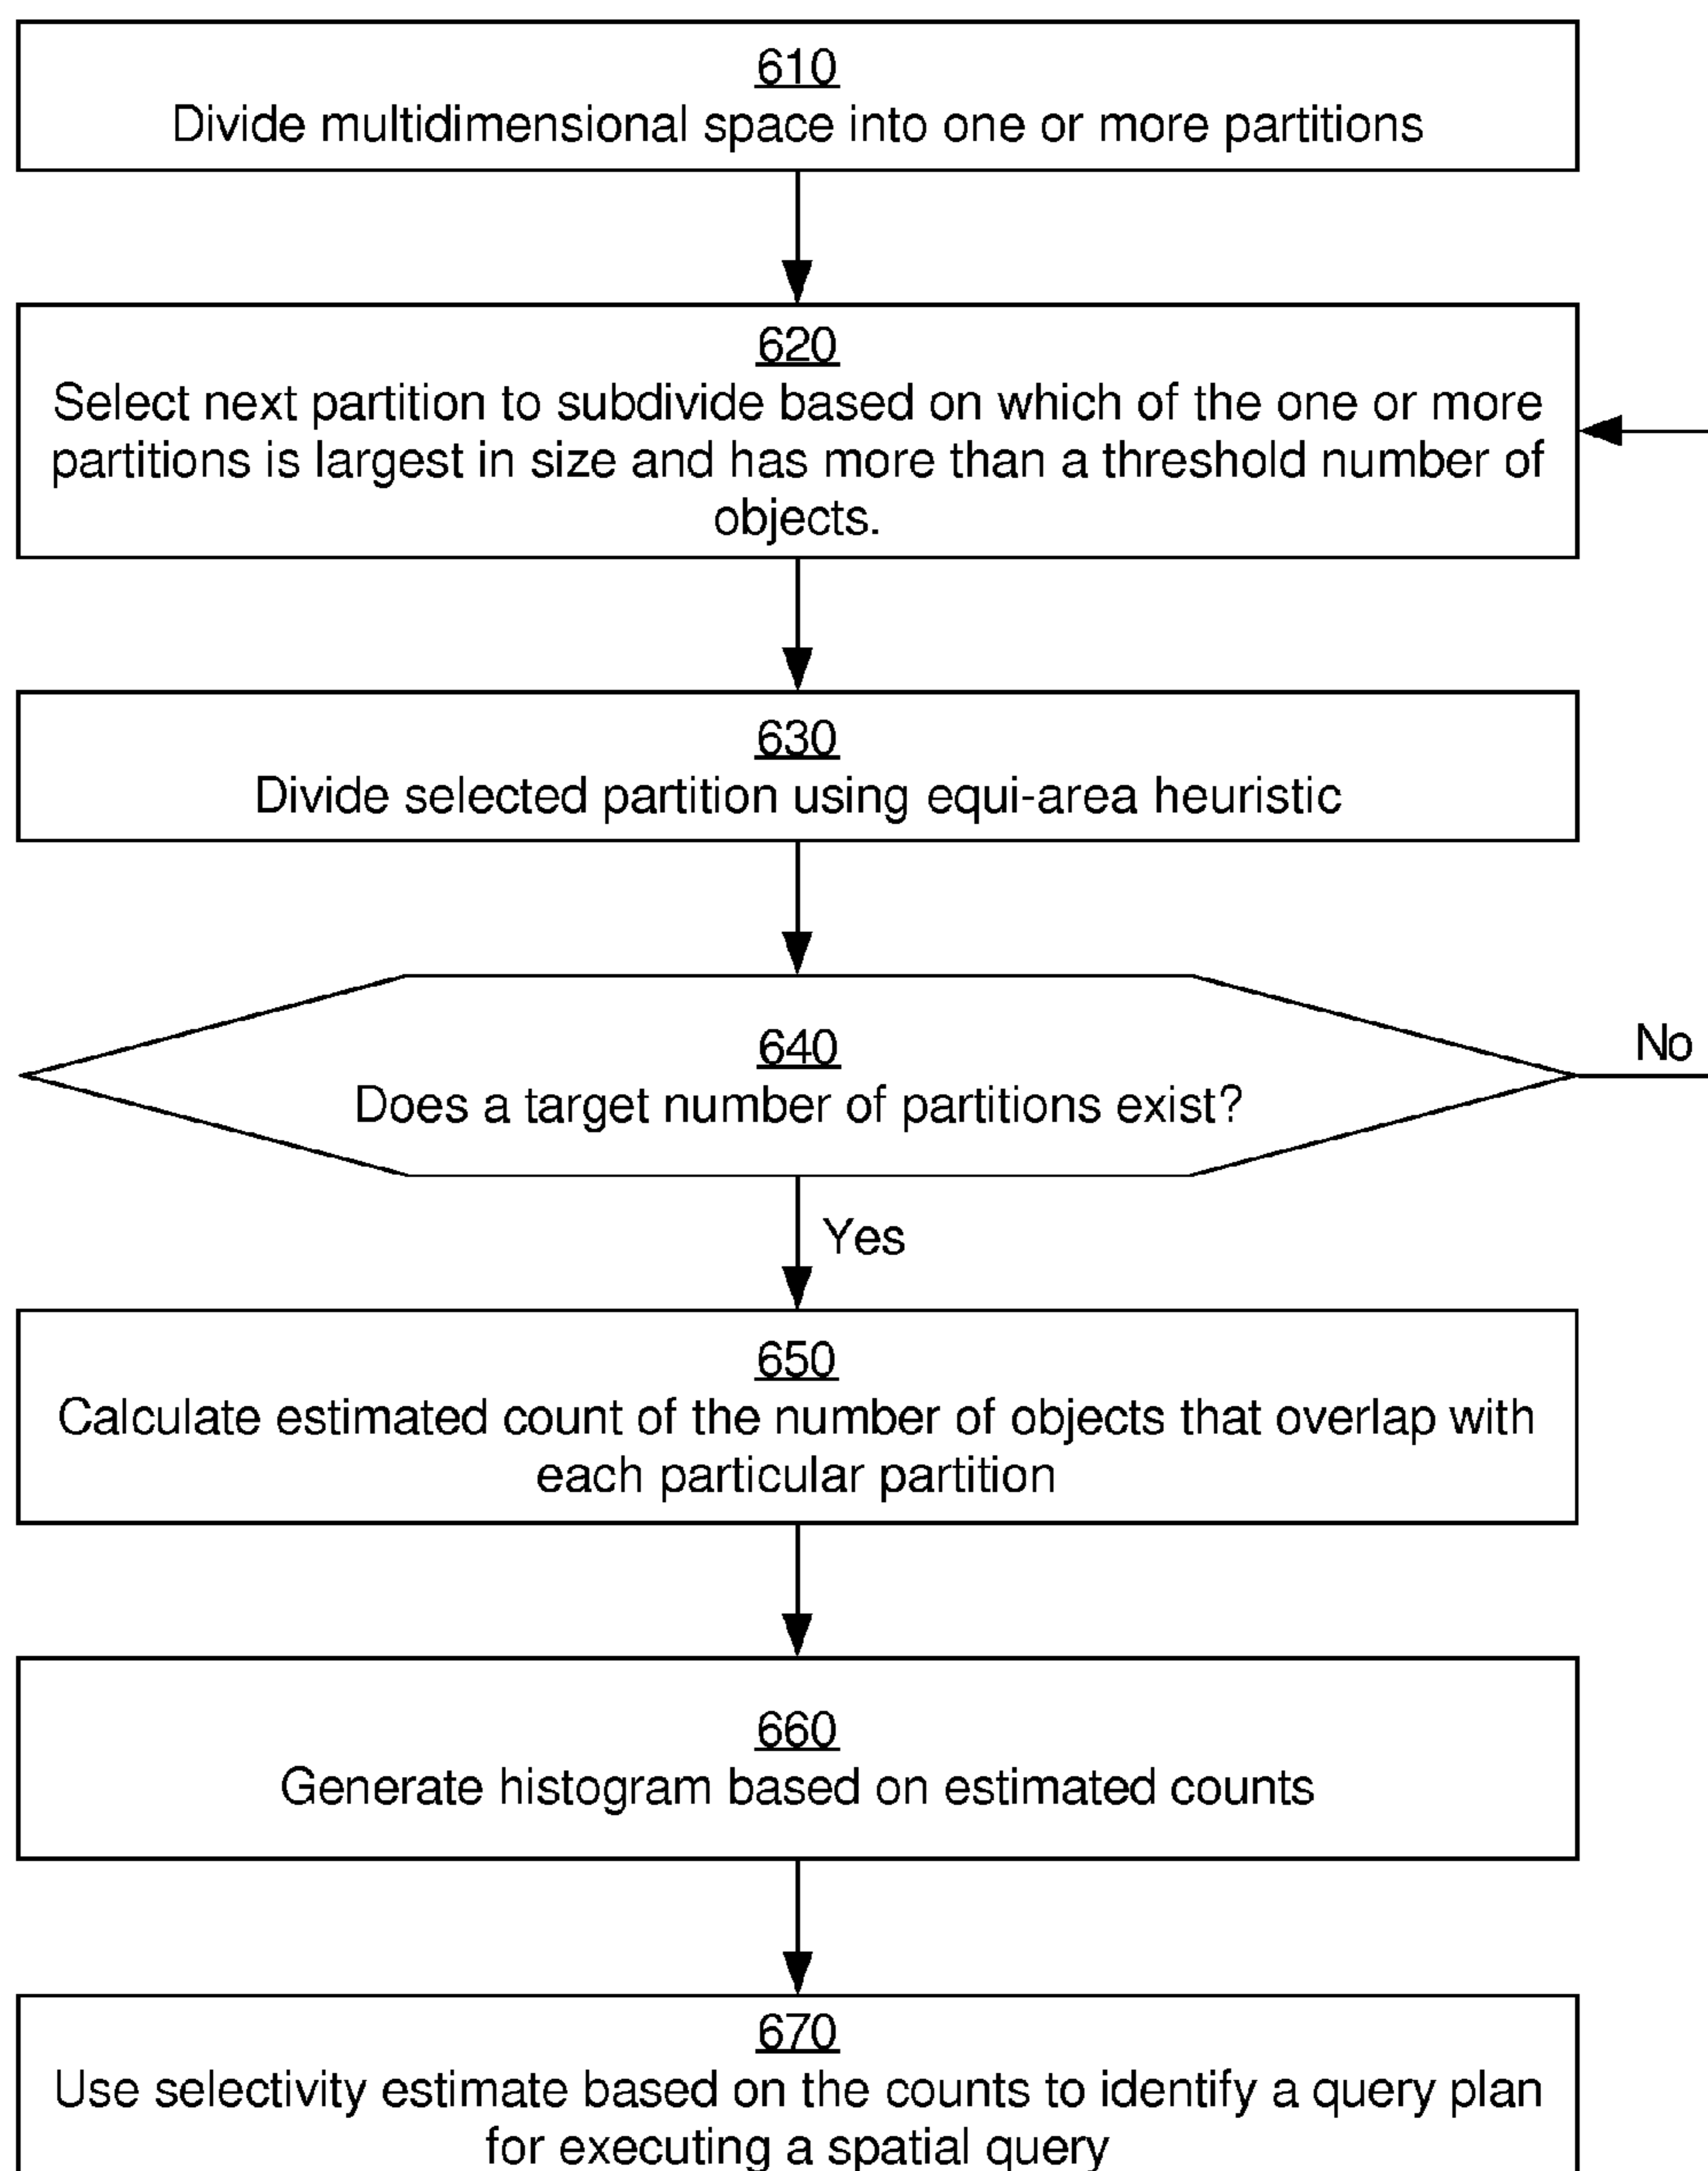 610
Divide multidimensional space into one or more partitions
620
Select next partition to subdivide based on which of the one or more
partitions is largest in size and has more than a threshold number of
objects.
630
Divide selected partition using equi-area heuristic
640
Does a target number of partitions exist?
No
Yes
650
Calculate estimated count of the number of objects that overlap with
each particular partition
660
Generate histogram based on estimated counts
670
Use selectivity estimate based on the counts to identify a query plan
for executing a spatial query